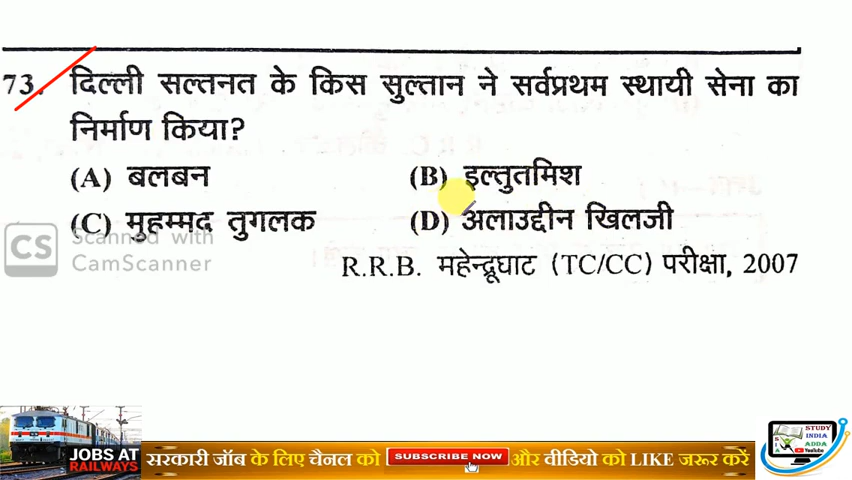 73. दिल्ली सल्तनत के किस सुल्तान ने सर्वप्रथम स्थायी सेना का
निर्माण किया?
(A) बलबन (B) इल्तुतमिश
(C) मुहम्मद तुगलक (D) अलाउद्दीन खिलजी
CS Scanned with
CamScanner
R.R.B. महेन्द्रूघाट (TC/CC) परीक्षा, 2007
JOBS AT
RAILWAYS
सरकारी जॉब के लिए चैनल को SUBSCRIBE NOW और वीडियो को LIKE जरूर करें
STUDY
INDIA
ADDA
YouTube